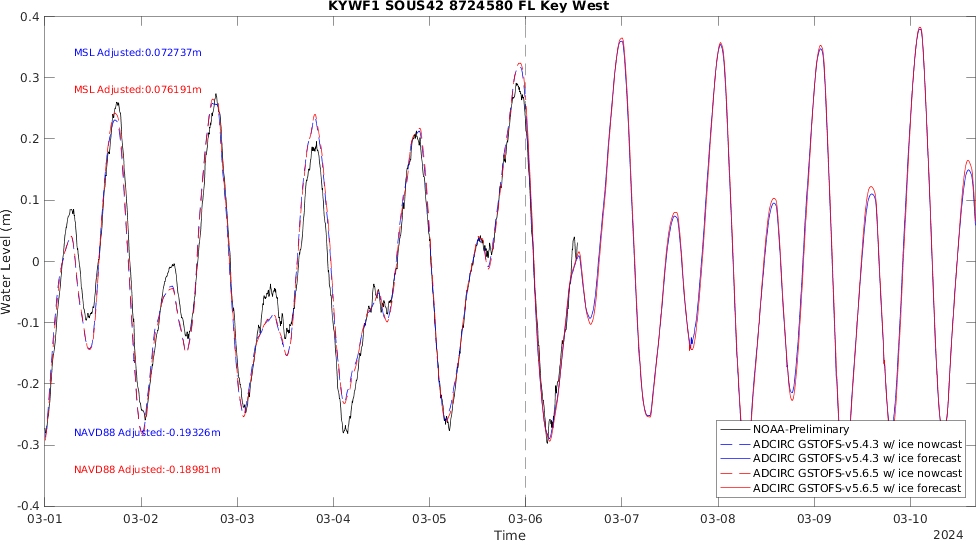 KYWF1 SOUS42 8724580 FL Key West
0.4
0.3
0.2
0.1
0
-0.1
-0.2
-0.3
-0.4
Water Level (m)
MSL Adjusted:0.072737m
MSL Adjusted:0.076191m
NAVD88 Adjusted:-0.19326m
NAVD88 Adjusted:-0.18981m
NOAA-Preliminary
ADCIRC GSTOFS-v5.4.3 w/ ice nowcast
ADCIRC GSTOFS-v5.4.3 w/ ice forecast
ADCIRC GSTOFS-v5.6.5 w/ ice nowcast
ADCIRC GSTOFS-v5.6.5 w/ ice forecast
03-01 03-02 03-03 03-04 03-05 03-06 03-07 03-08 03-09 03-10
Time
2024